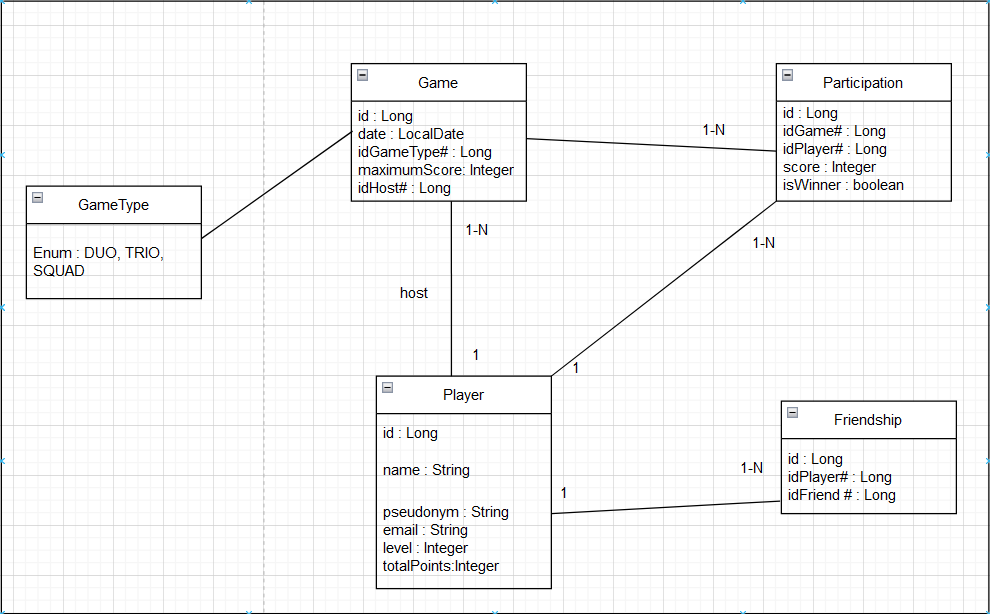 Game
id : Long
date : LocalDate
idGameType# : Long
maximumScore: Integer
idHost# : Long
Participation
id : Long
idGame# : Long
idPlayer# : Long
score : Integer
isWinner : boolean
1-N
GameType
Enum : DUO, TRIO,
SQUAD
1-N
1-N
host
1
1
Player
id : Long
name : String
pseudonym : String
email : String
level : Integer
totalPoints:Integer
1
1-N
Friendship
id : Long
idPlayer# : Long
idFriend # : Long